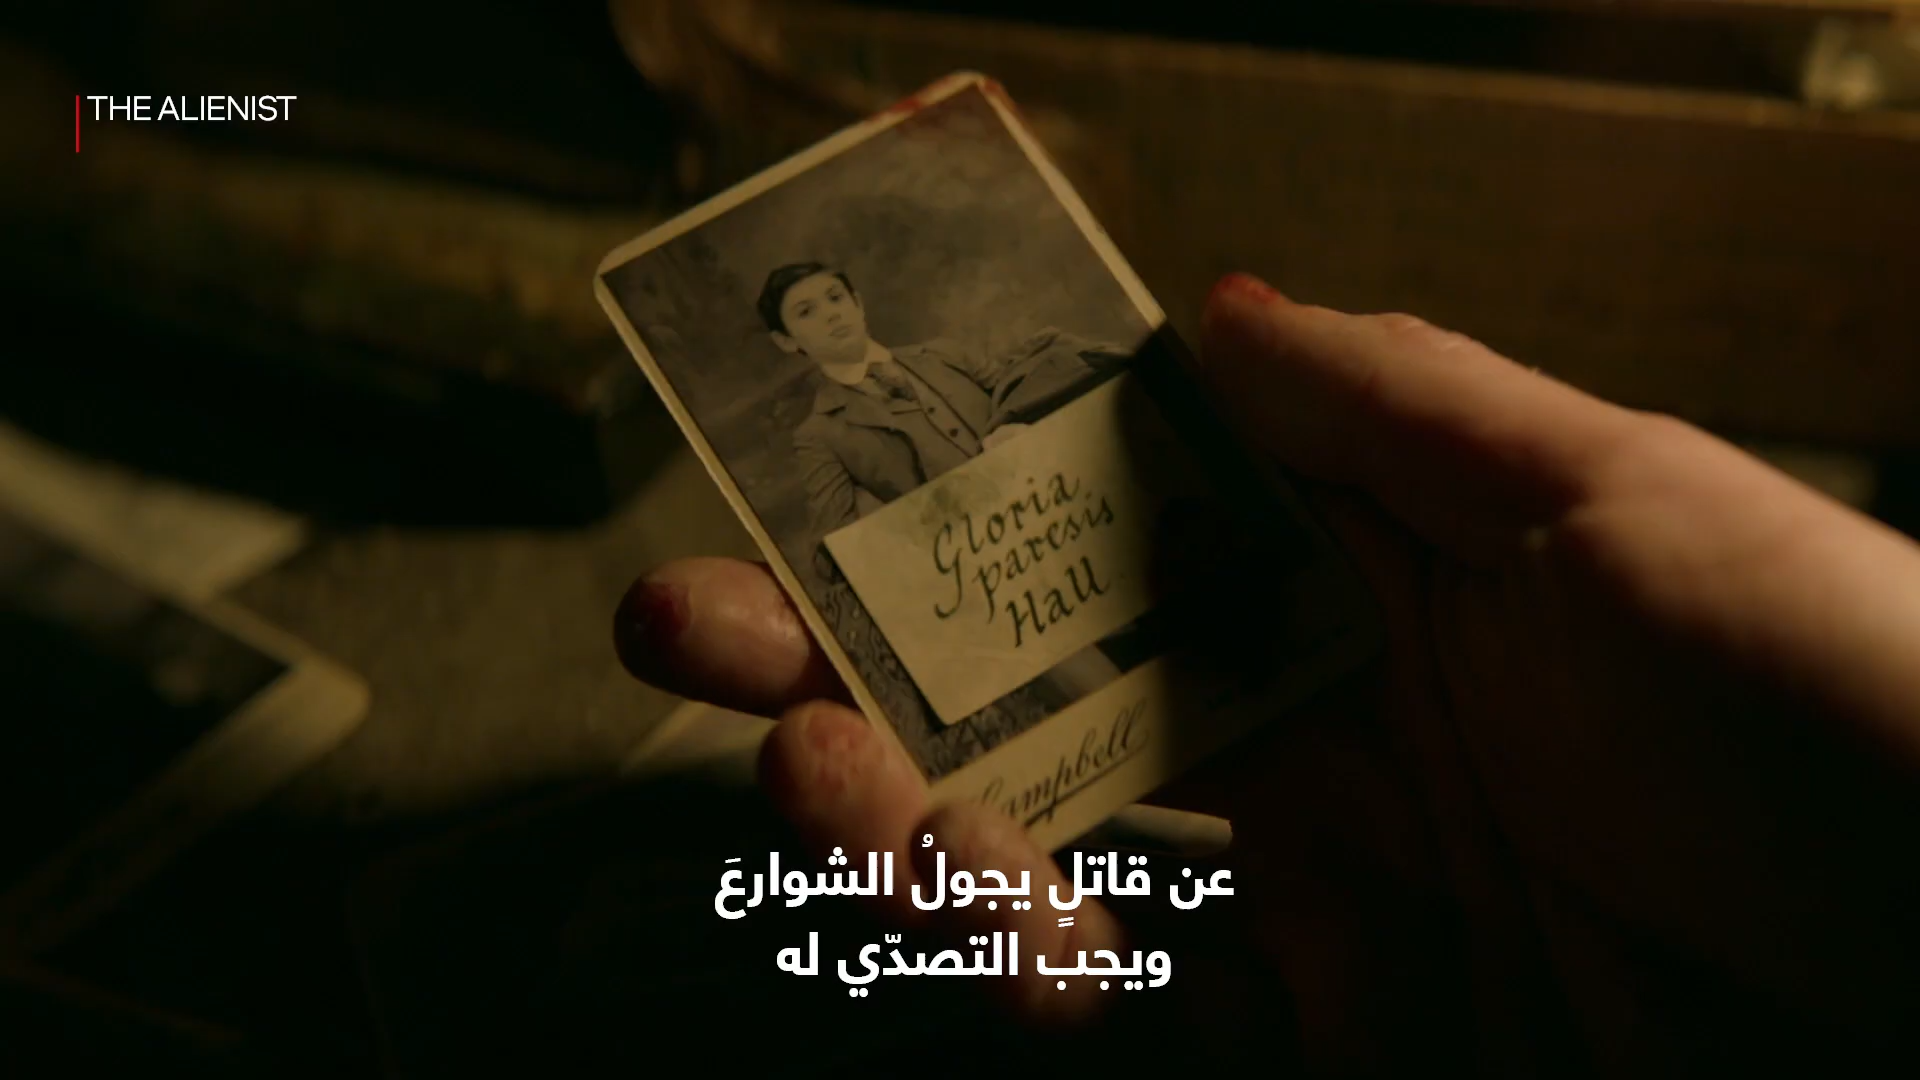 THE ALIENIST
Gloria
paresis
Hall
Campbell
عن قاتلٍ يجولُ الشوارعَ
ويجب التصدّي له